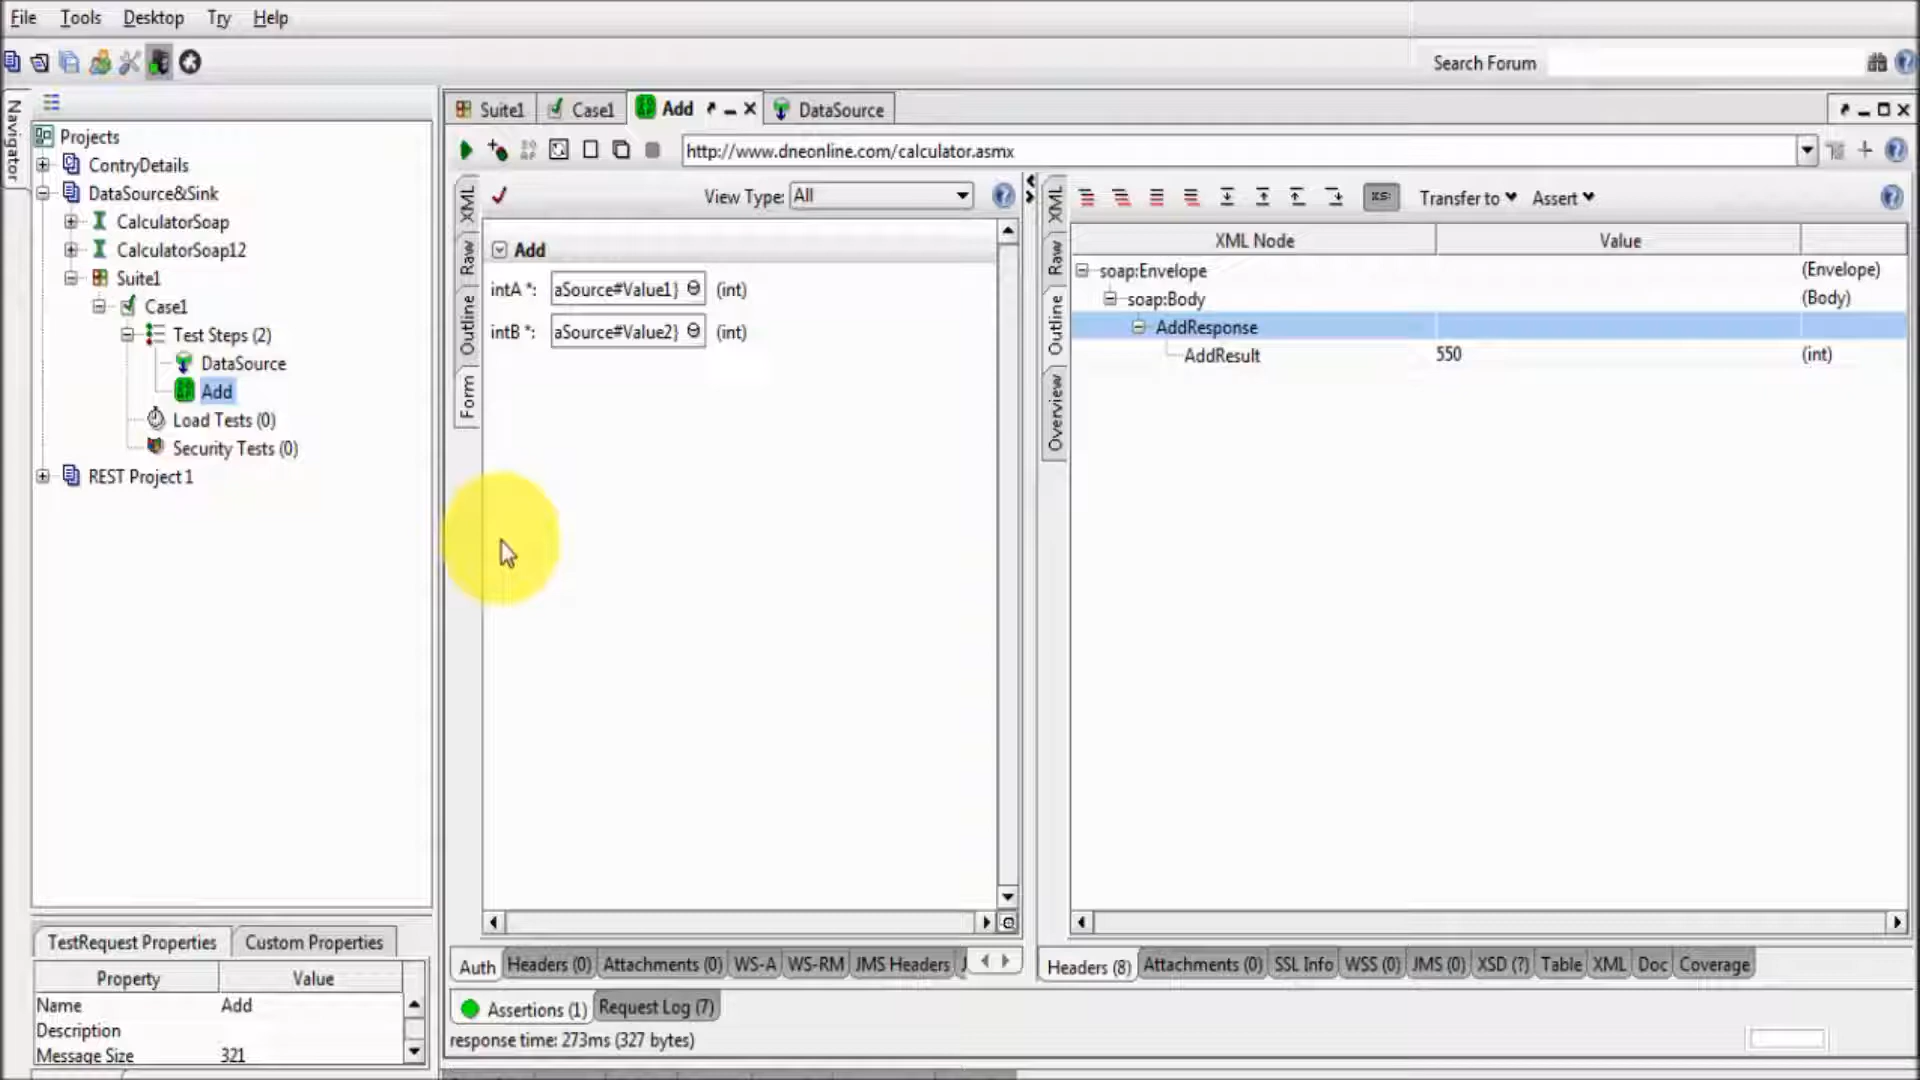 File Tools Desktop Try Help
Search Forum
Navigator
Projects
ContryDetails
DataSource&Sink
CalculatorSoap
CalculatorSoap12
Suite1
Case1
Test Steps (2)
DataSource
Add
Load Tests (0)
Security Tests (0)
REST Project 1
TestRequest Properties Custom Properties
Property Value
Name Add
Description
Message Size 321
Suite1 Case1 Add DataSource
http://www.dneonline.com/calculator.asmx
XML
Raw
Outline
Form
View Type: All
Add
intA *: aSource#Value1} (int)
intB *: aSource#Value2} (int)
Auth Headers (0) Attachments (0) WS-A WS-RM JMS Headers J
XML
Raw
Outline
Overview
XS: Transfer to Assert
XML Node Value
soap:Envelope (Envelope)
soap:Body (Body)
AddResponse
AddResult 550 (int)
Headers (8) Attachments (0) SSL Info WSS (0) JMS (0) XSD (?) Table XML Doc Coverage
Assertions (1) Request Log (7)
response time: 273ms (327 bytes)